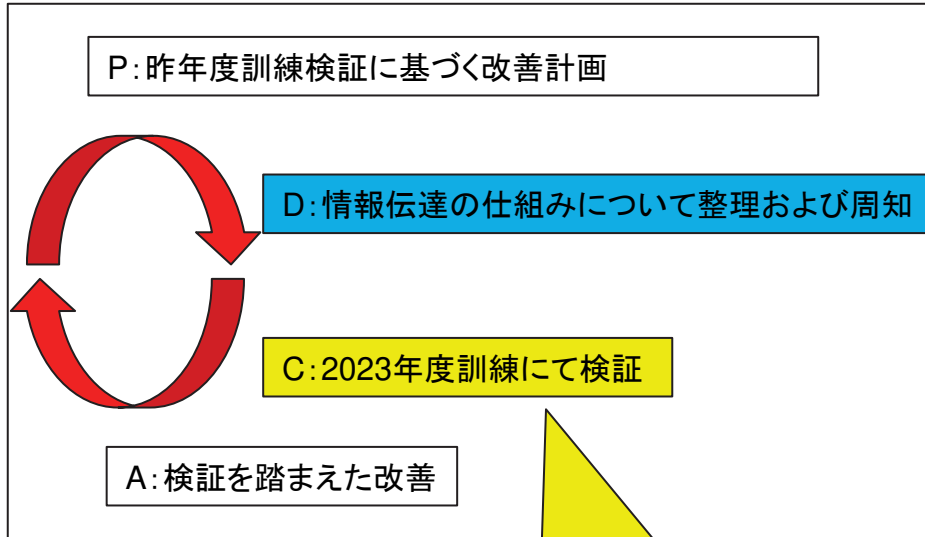 P:昨年度訓練検証に基づく改善計画
D:情報伝達の仕組みについて整理および周知
C:2023年度訓練にて検証
A:検証を踏まえた改善